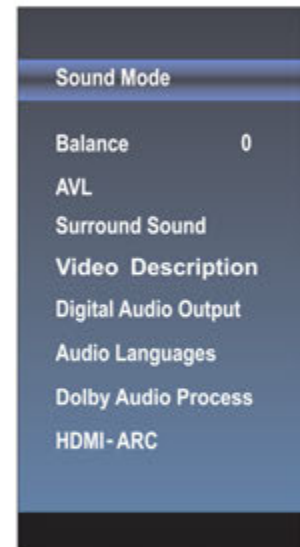 Sound Mode
Balance 0
AVL
Surround Sound
Video Description
Digital Audio Output
Audio Languages
Dolby Audio Process
HDMI-ARC